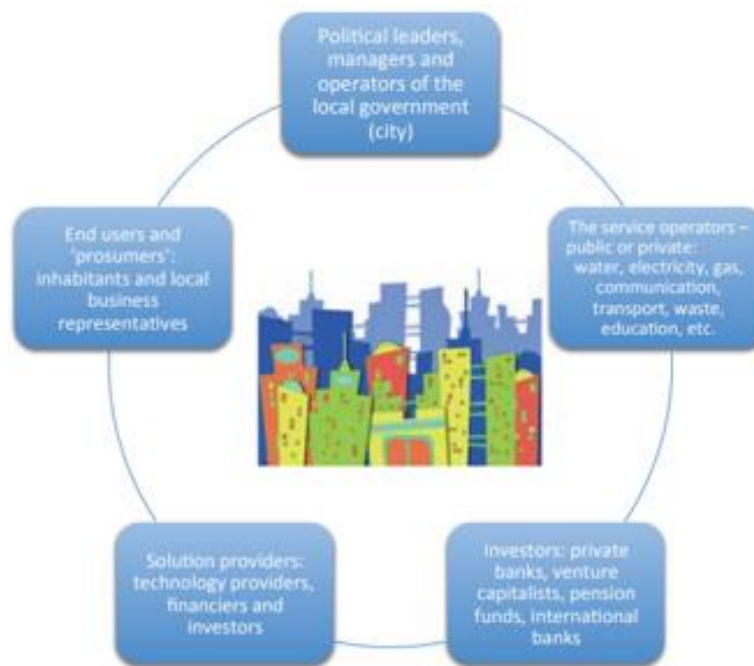 Political leaders,
managers and
operators of the
local government
(city)
The service operators –
public or private:
water, electricity, gas,
communication,
transport, waste,
education, etc.
Investors: private
banks, venture
capitalists, pension
funds, international
banks
Solution providers:
technology providers,
financiers and
investors
End users and
'prosumers':
inhabitants and local
business
representatives